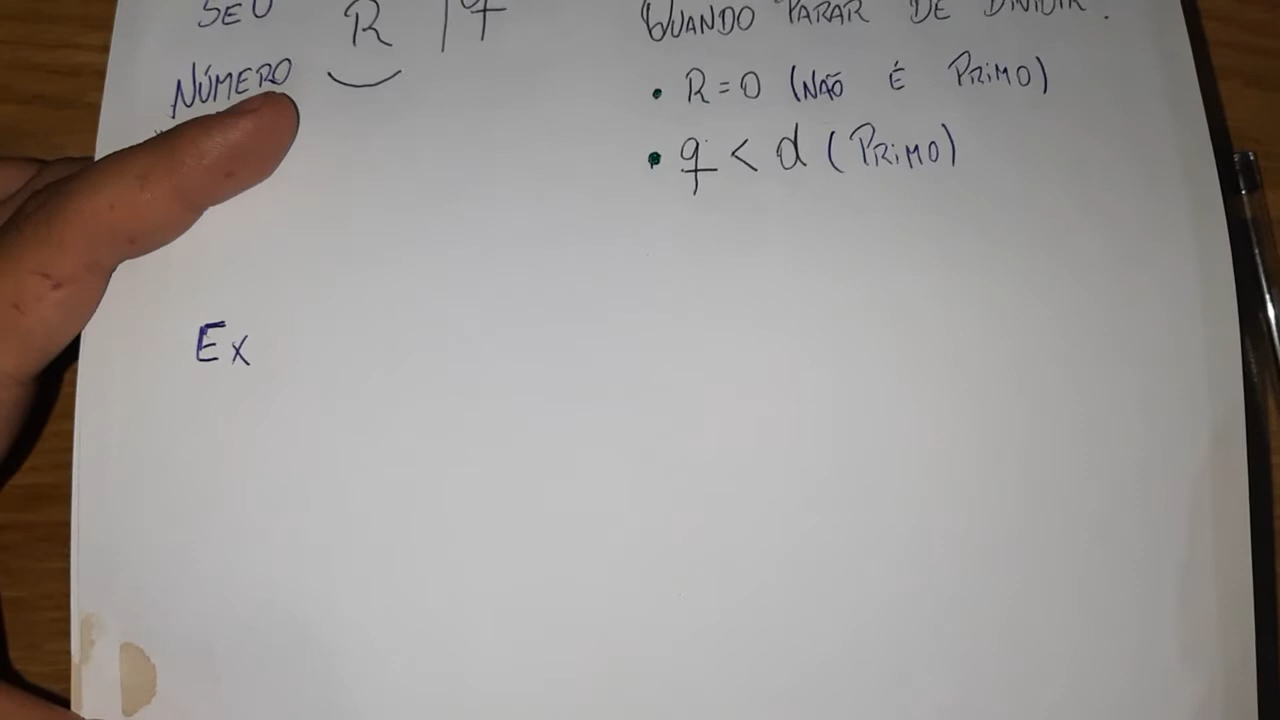 SEU
NÚMERO
R q
QUANDO PARAR DE DIVIDIR.
• R=0 (NÃO É PRIMO)
• q < d (PRIMO)
Ex